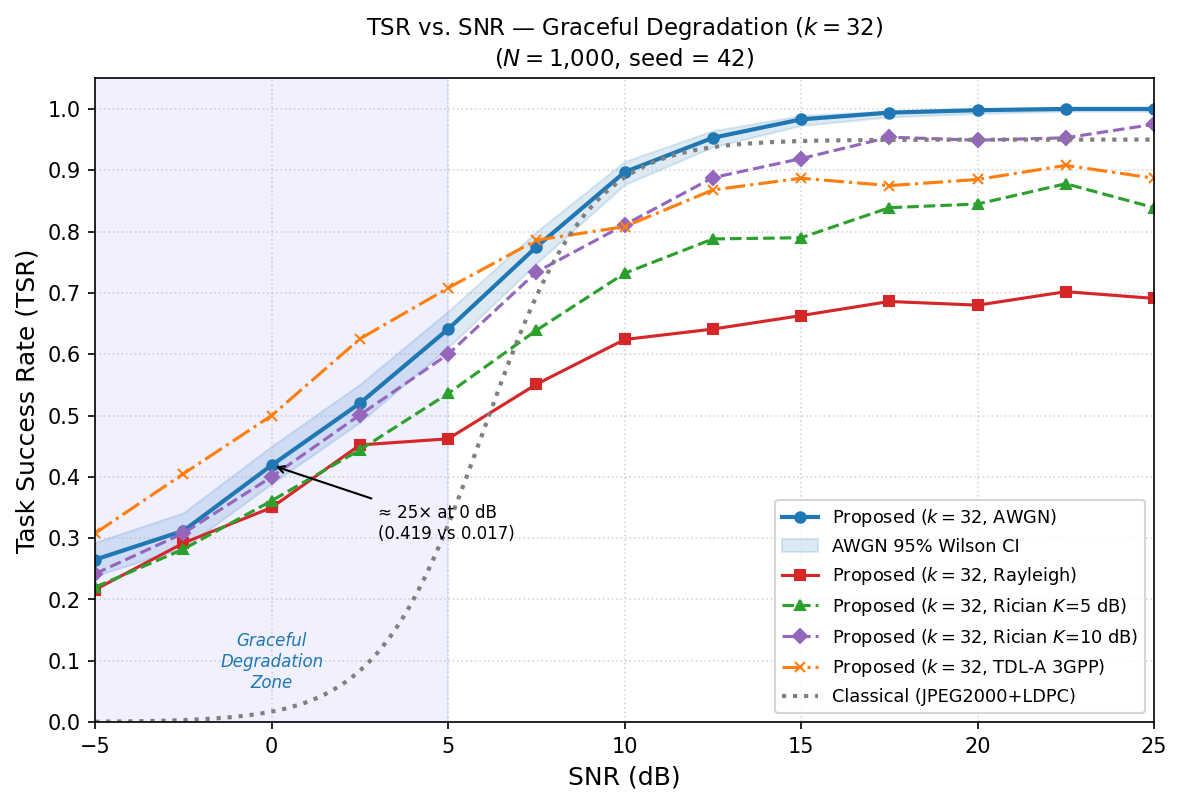 TSR vs. SNR — Graceful Degradation (k = 32)
(N = 1,000, seed = 42)
Task Success Rate (TSR)
1.0
0.9
0.8
0.7
0.6
0.5
0.4
0.3
0.2
0.1
0.0
≈ 25× at 0 dB
(0.419 vs 0.017)
Graceful
Degradation
Zone
Proposed (k = 32, AWGN)
AWGN 95% Wilson CI
Proposed (k = 32, Rayleigh)
Proposed (k = 32, Rician K=5 dB)
Proposed (k = 32, Rician K=10 dB)
Proposed (k = 32, TDL-A 3GPP)
Classical (JPEG2000+LDPC)
−5 0 5 10 15 20 25
SNR (dB)